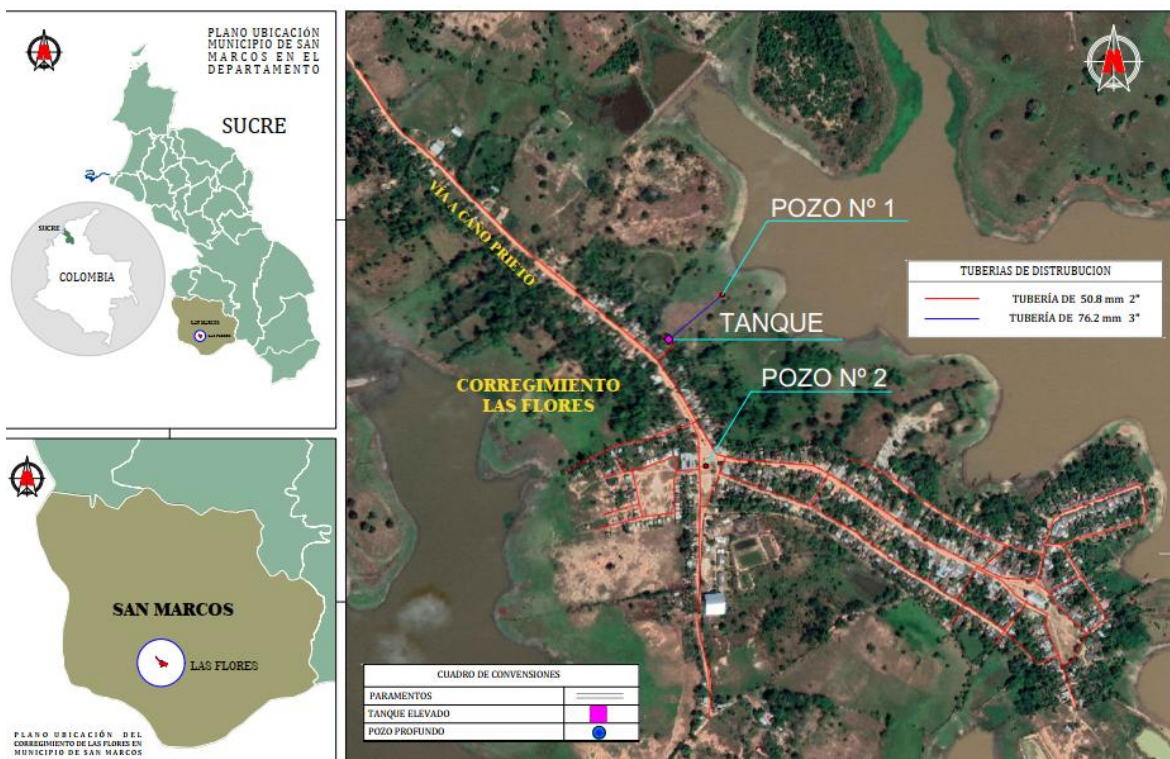 PLANO UBICACIÓN
MUNICIPIO DE SAN
MARCOS EN EL
DEPARTAMENTO
SUCRE
SUCRE
COLOMBIA
LAS FLORES
PLANO UBICACIÓN DEL
CORREGIMIENTO DE LAS FLORES EN
MUNICIPIO DE SAN MARCOS
SAN MARCOS
LAS FLORES
VÍA A CAÑO PRIETO
POZO Nº 1
TANQUE
POZO Nº 2
CORREGIMIENTO
LAS FLORES
TUBERIAS DE DISTRUBUCION
TUBERÍA DE 50.8 mm 2"
TUBERÍA DE 76.2 mm 3"
CUADRO DE CONVENSIONES
PARAMENTOS
TANQUE ELEVADO
POZO PROFUNDO